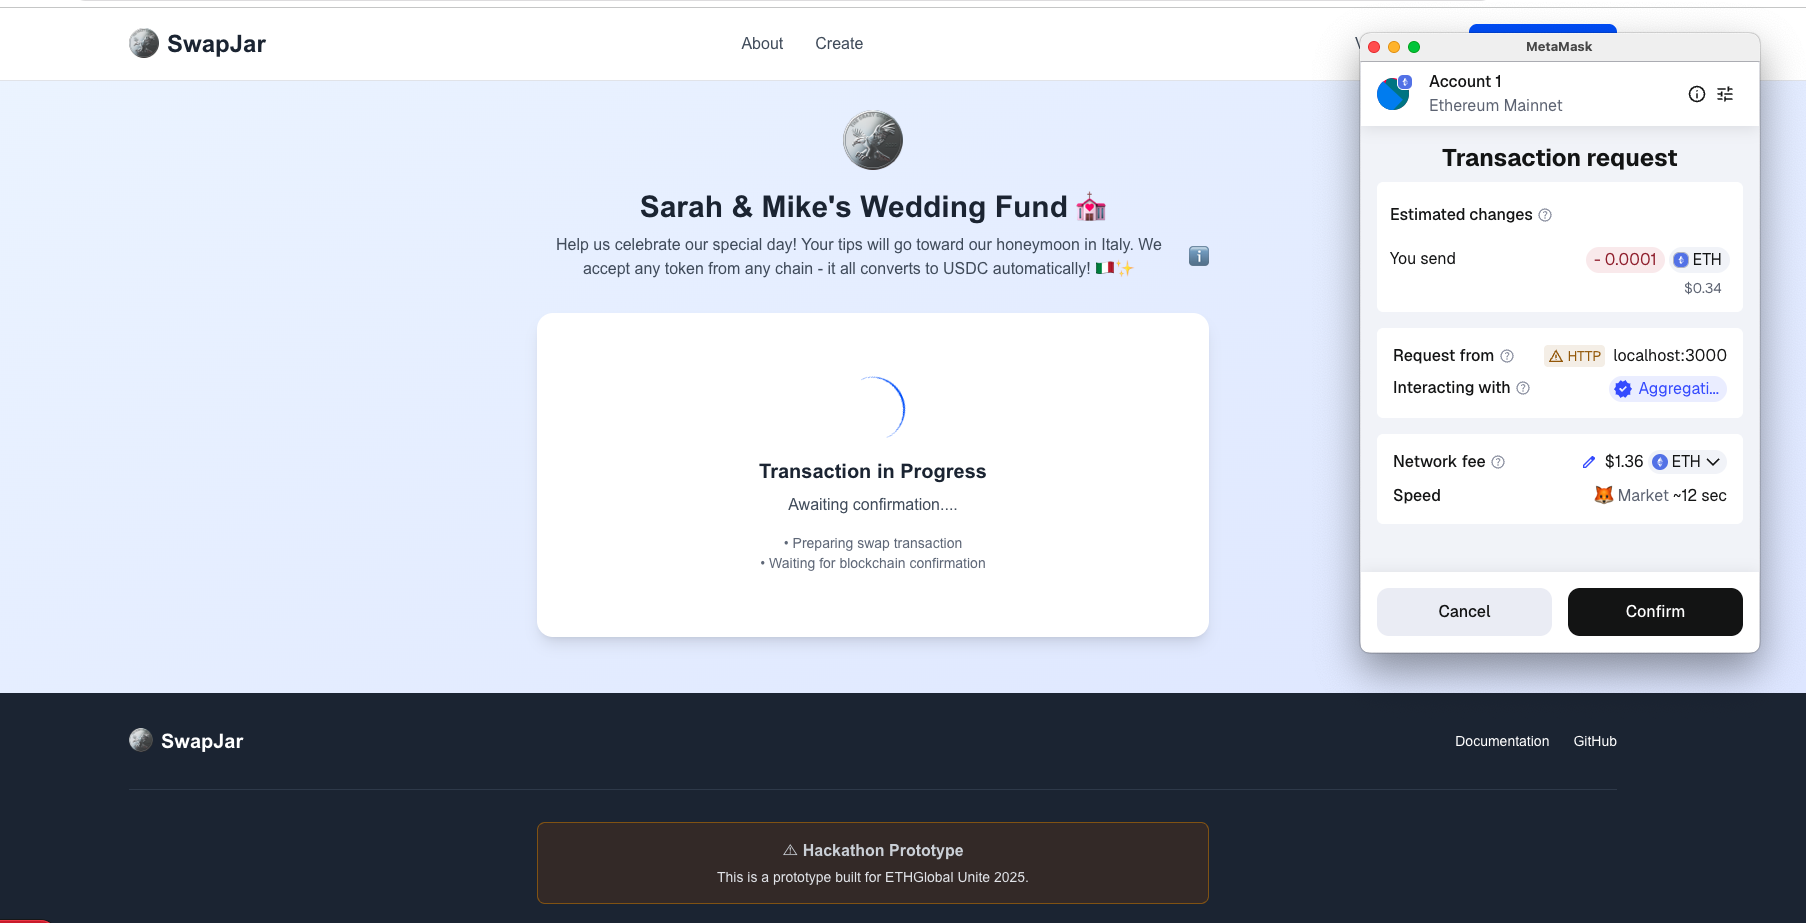 SwapJar
About
Create
MetaMask
Account 1
Ethereum Mainnet
Transaction request
Estimated changes
You send
- 0.0001
ETH
$0.34
Request from
HTTP
localhost:3000
Interacting with
Aggregati...
Network fee
$1.36
ETH
Speed
🦊 Market ~12 sec
Cancel
Confirm
Sarah & Mike's Wedding Fund 💒
Help us celebrate our special day! Your tips will go toward our honeymoon in Italy. We
accept any token from any chain - it all converts to USDC automatically! 🇮🇹✨
ℹ️
Transaction in Progress
Awaiting confirmation....
• Preparing swap transaction
• Waiting for blockchain confirmation
SwapJar
Documentation
GitHub
⚠ Hackathon Prototype
This is a prototype built for ETHGlobal Unite 2025.